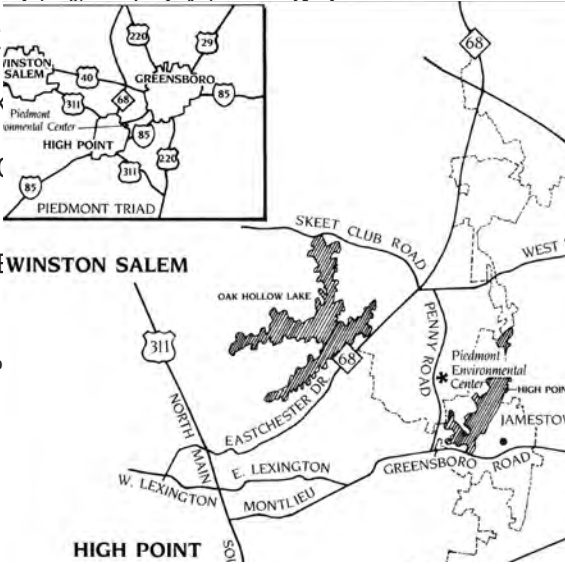 220
29
WINSTON
SALEM
40
GREENSBORO
311
68
85
Piedmont
Environmental Center
85
HIGH POINT
311
220
85
PIEDMONT TRIAD
68
SKEET CLUB ROAD
WEST
WINSTON SALEM
OAK HOLLOW LAKE
311
68
PENNY ROAD
Piedmont
Environmental
Center
*
HIGH POIN
JAMESTOW
EASTCHESTER DR.
NORTH MAIN
E. LEXINGTON
GREENSBORO ROAD
W. LEXINGTON
MONTLIEU
HIGH POINT
SO